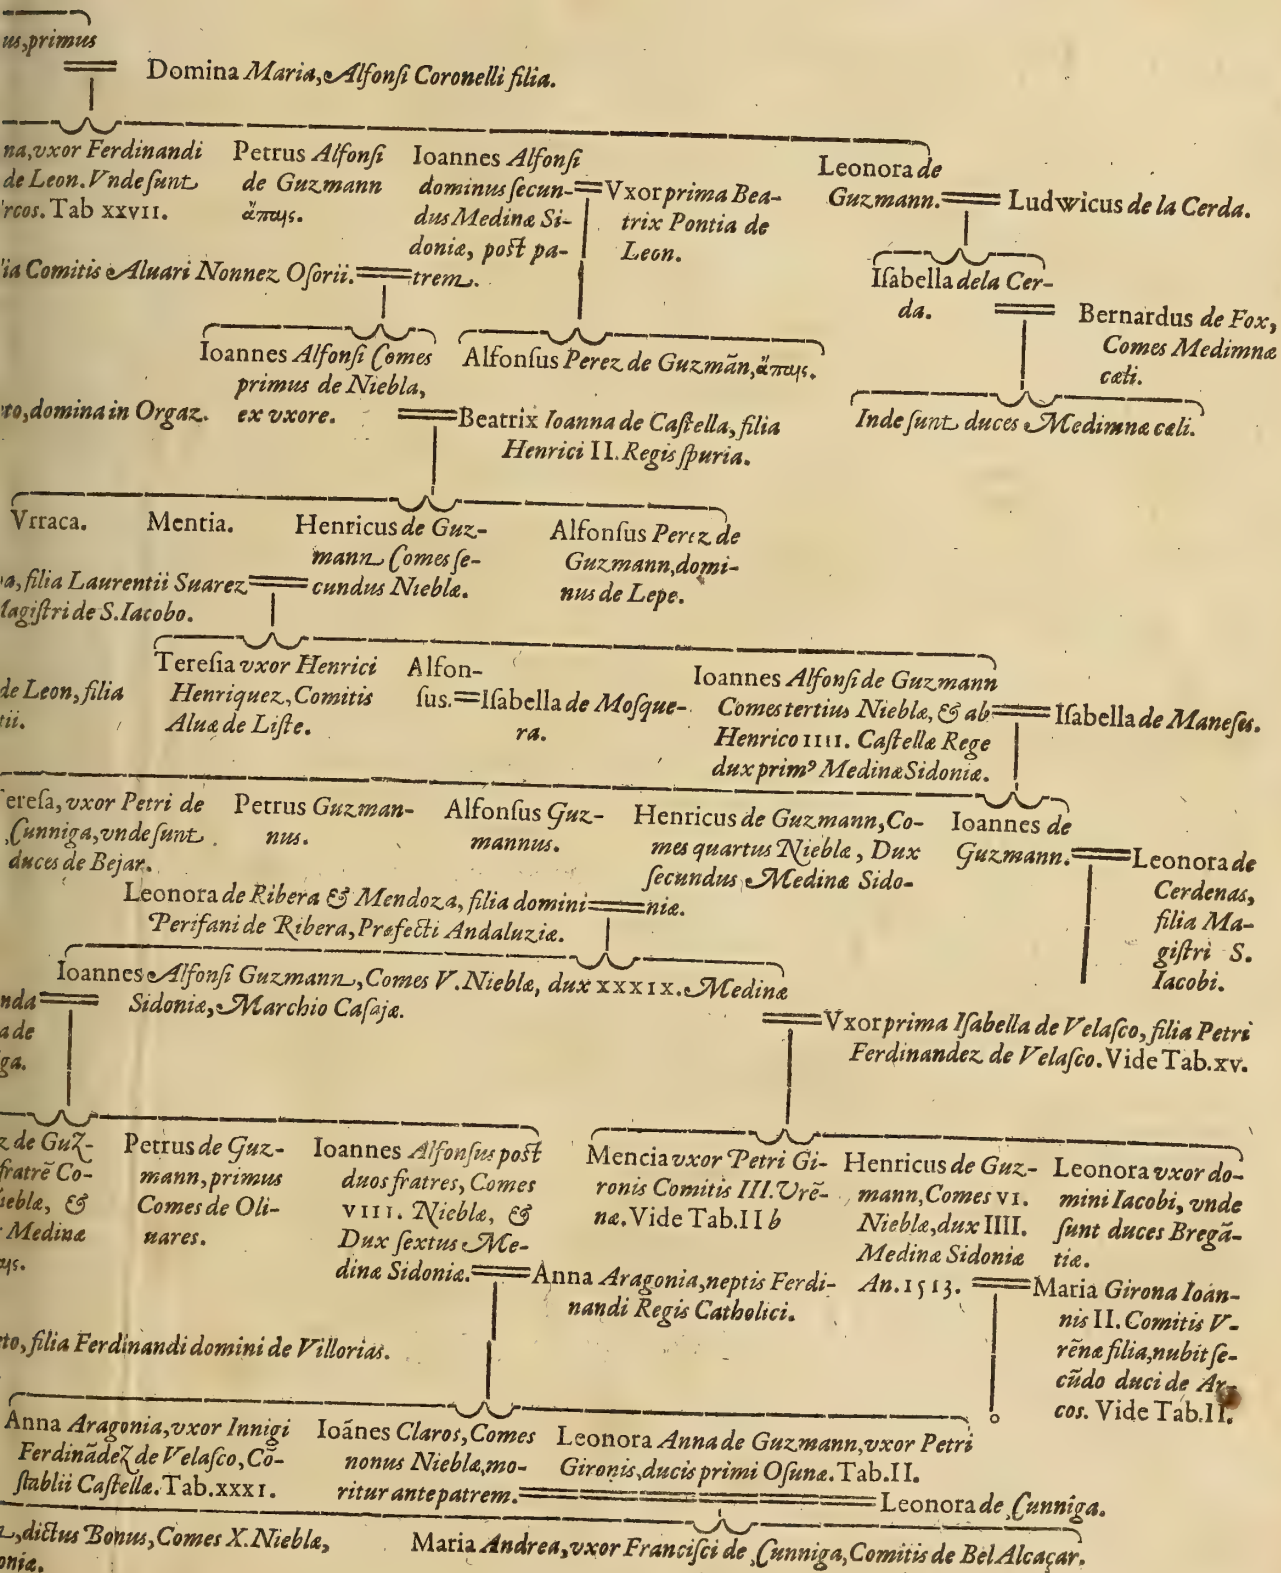 us, primus
Domina Maria, Alfonſi Coronelli filia.
na, vxor Ferdinandi
de Leon. Vnde ſunt
rcos. Tab xxvii.
Petrus Alfonſi
de Guzmann
ἄπαις.
Ioannes Alfonſi
dominus ſecun-
dus Medinæ Si-
doniæ, poſt pa-
trem.
Vxor prima Bea-
trix Pontia de
Leon.
Leonora de
Guzmann.
Ludwicus de la Cerda.
ia Comitis Aluari Nonnez Oſorii.
Iſabella dela Cer-
da.
Bernardus de Fox,
Comes Medimnæ
cæli.
Ioannes Alfonſi Comes
primus de Niebla,
ex vxore.
Alfonſus Perez de Guzmãn, ἄπαις.
to, domina in Orgaz.
Beatrix Ioanna de Caſtella, filia
Henrici II. Regis ſpuria.
Inde ſunt duces Medimnæ cæli.
Vrraca.
Mentia.
Henricus de Guz-
mann Comes ſe-
cundus Nieblæ.
Alfonſus Perez de
Guzmann, domi-
nus de Lepe.
a, filia Laurentii Suarez
Magiſtri de S. Iacobo.
Tereſia vxor Henrici
Henriquez, Comitis
Aluæ de Liſte.
Alfon-
ſus.
Iſabella de Moſque-
ra.
Ioannes Alfonſi de Guzmann
Comes tertius Nieblæ, & ab
Henrico IIII. Caſtellæ Rege
dux primꝰ Medinæ Sidoniæ.
Iſabella de Maneſes.
de Leon, filia
tii.
Tereſa, vxor Petri de
Cunniga, vnde ſunt
duces de Bejar.
Petrus Guzman-
nus.
Alfonſus Guz-
mannus.
Henricus de Guzmann, Co-
mes quartus Nieblæ, Dux
ſecundus Medinæ Sido-
niæ.
Ioannes de
Guzmann.
Leonora de
Cerdenas,
filia Ma-
giſtri S.
Iacobi.
Leonora de Ribera & Mendoza, filia domini
Perifani de Ribera, Præfecti Andaluziæ.
Ioannes Alfonſi Guzmann, Comes V. Nieblæ, dux XXXIX. Medinæ
Sidoniæ, Marchio Caſajæ.
nda
a de
ga.
Vxor prima Iſabella de Velaſco, filia Petri
Ferdinandez de Velaſco. Vide Tab. xv.
z de Guz-
fratrē Co-
ieblæ, &
Medinæ
Petrus de Guz-
mann, primus
Comes de Oli-
uares.
Ioannes Alfonſus poſt
duos fratres, Comes
VIII. Nieblæ, &
Dux ſextus Me-
dinæ Sidoniæ.
Anna Aragonia, neptis Ferdi-
nandi Regis Catholici.
Mencia vxor Petri Gi-
ronis Comitis III. Vrē-
næ. Vide Tab. II b
Henricus de Guz-
mann, Comes VI.
Nieblæ, dux IIII.
Medinæ Sidoniæ
An. 1513.
Leonora vxor do-
mini Iacobi, vnde
ſunt duces Bregã-
tiæ.
Maria Girona Ioán-
nis II. Comitis V-
rēnæ filia, nubit ſe-
cũdo duci de Ar-
cos. Vide Tab. II.
to, filia Ferdinandi domini de Villorias.
Anna Aragonia, vxor Innigi
Ferdinãdez de Velaſco, Cõ-
ſtablii Caſtellæ. Tab. xxxi.
Ioánes Claros, Comes
nonus Nieblæ, mo-
ritur ante patrem.
Leonora Anna de Guzmann, vxor Petri
Gironis, ducis primi Oſunæ. Tab. II.
Leonora de Cunniga.
dictus Bonus, Comes X. Nieblæ,
oniæ.
Maria Andrea, vxor Franciſci de Cunniga, Comitis de Bel Alcaçar.